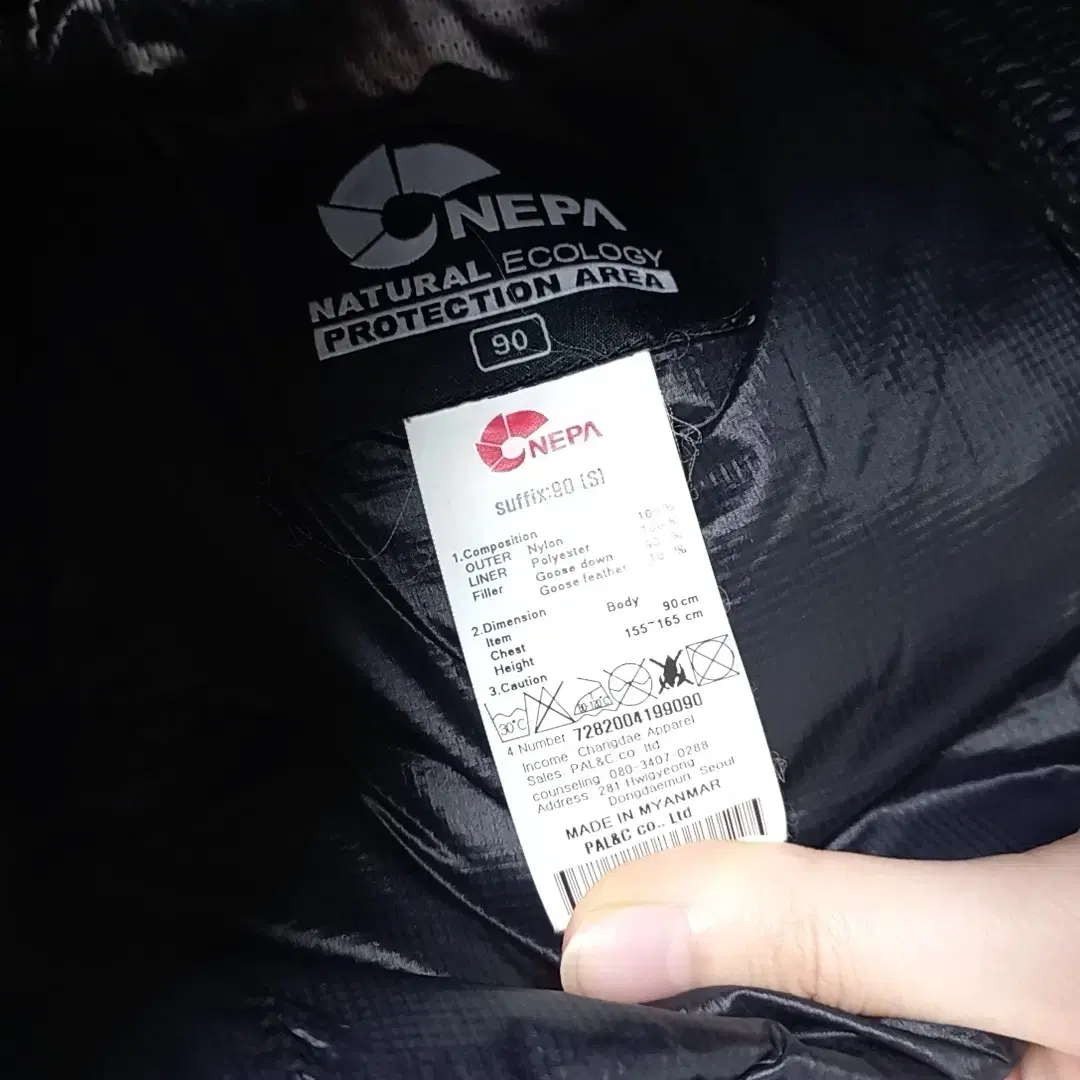 NEPA
NATURAL ECOLOGY
PROTECTION AREA
90
NEPA
suffix:90 (S)
1.Composition
OUTER Nylon 100%
LINER Polyester 100%
Filler Goose down %
Goose feather 10 %
2.Dimension
Item Body
Chest 90cm
Height 155~165 cm
3.Caution
30°C
4.Number 7282004199090
Income Changdae Apparel
Sales PAL&C co ltd
counseling 080-3407-0288
Address 281 Hwigyeong
Dongdaemun Seoul
MADE IN MYANMAR
PAL&C co., Ltd